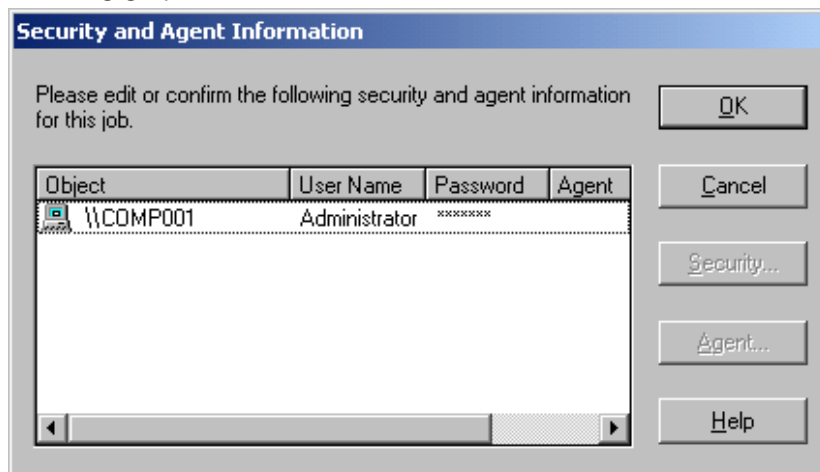 Security and Agent Information
Please edit or confirm the following security and agent information
for this job.
OK
Object User Name Password Agent
Cancel
\\COMP001 Administrator *******
Security...
Agent...
Help